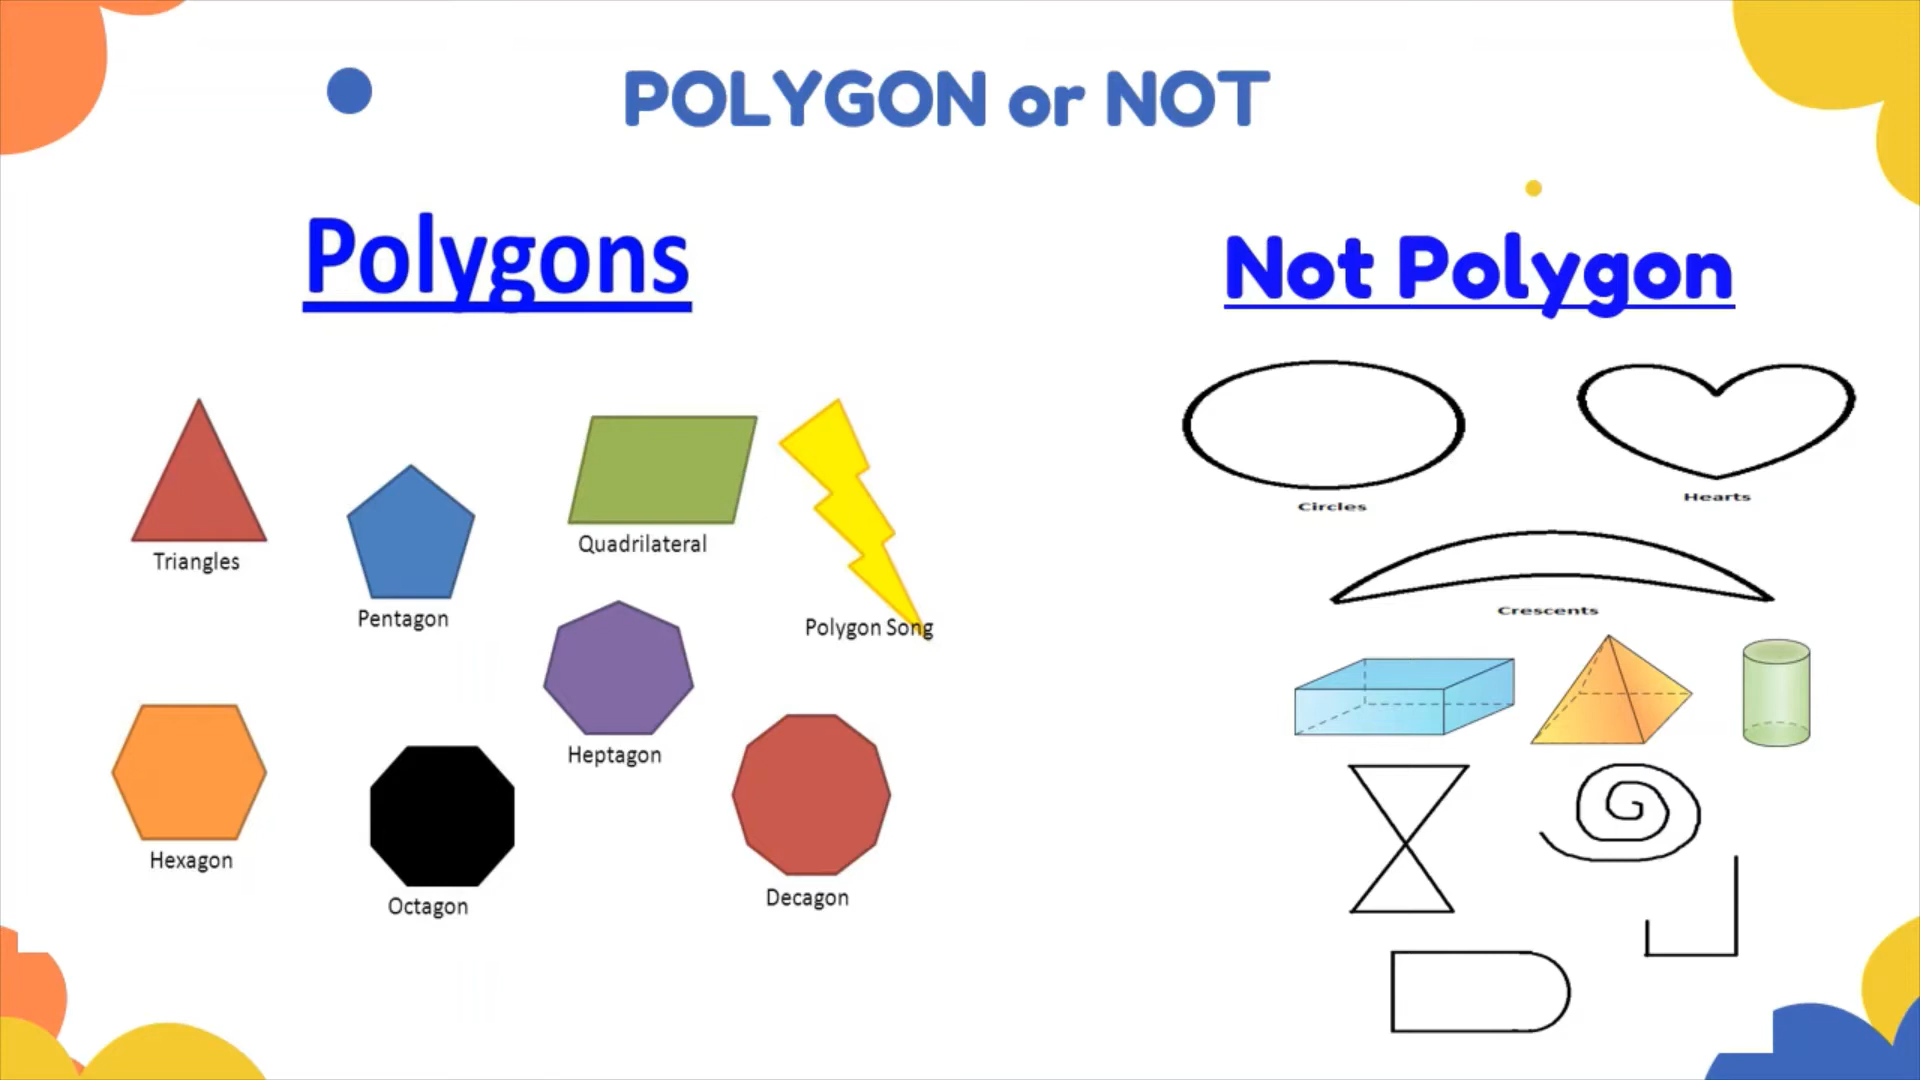 POLYGON or NOT
Polygons
Not Polygon
Triangles
Pentagon
Quadrilateral
Polygon Song
Hexagon
Octagon
Heptagon
Decagon
Circles
Hearts
Crescents